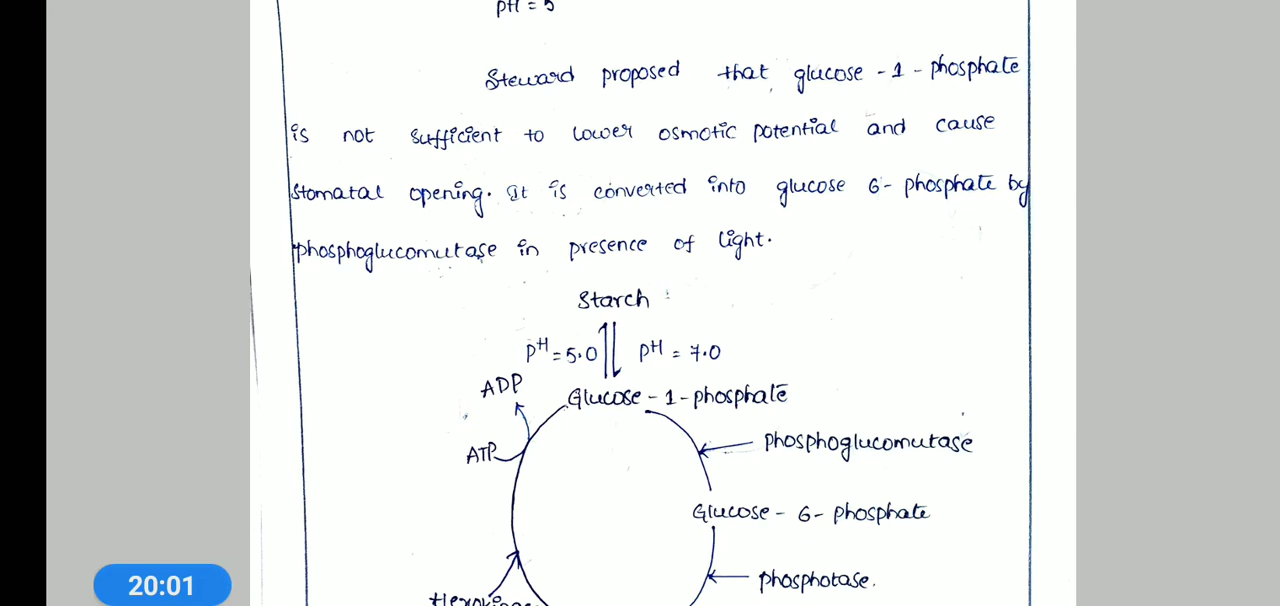 pH = 5
Steward proposed that glucose - 1 - phosphate
is not sufficient to lower osmotic potential and cause
stomatal opening. It is converted into glucose 6 - phosphate by
phosphoglucomutase in presence of light.
Starch
pH = 5.0 pH = 7.0
ADP
Glucose - 1 - phosphate
ATP
phosphoglucomutase
Glucose - 6 - phosphate
phosphotase.
20:01